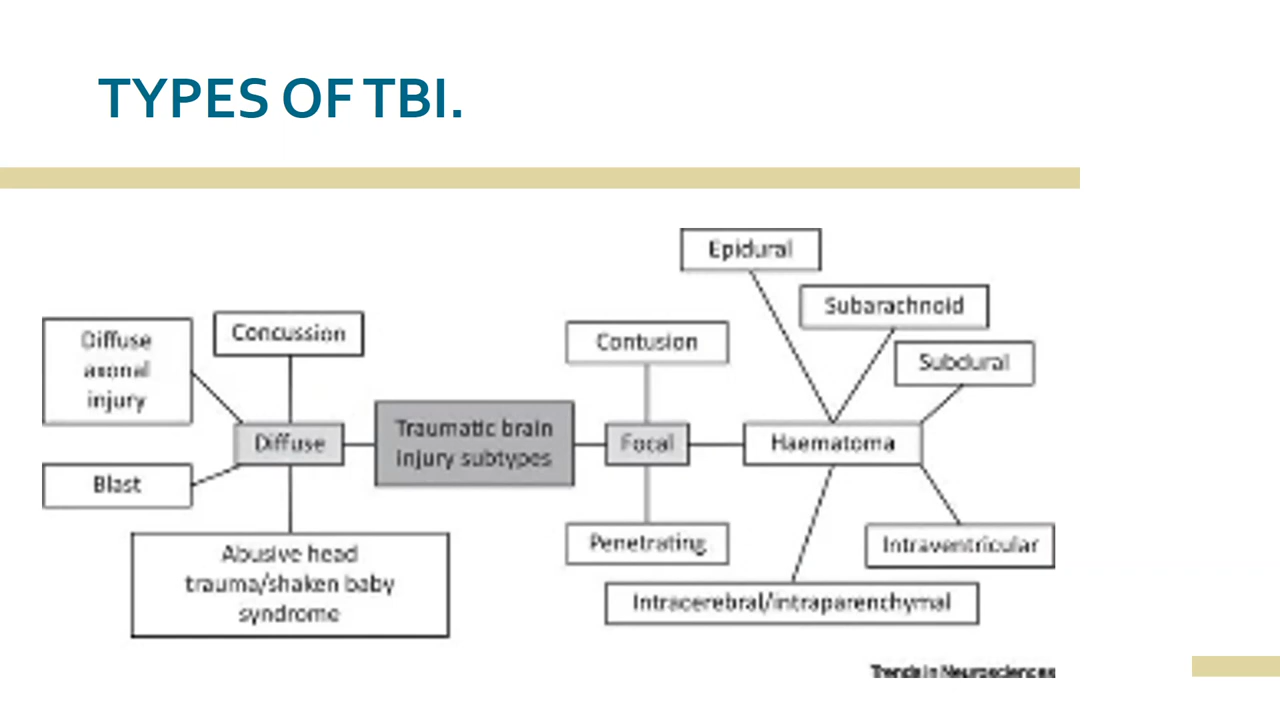 TYPES OF TBI.
Epidural
Subarachnoid
Subdural
Contusion
Concussion
Diffuse
axonal
injury
Traumatic brain
injury subtypes
Diffuse
Focal
Haematoma
Blast
Penetrating
Intraventricular
Abusive head
trauma/shaken baby
syndrome
Intracerebral/intraparenchymal
Trends in Neurosciences